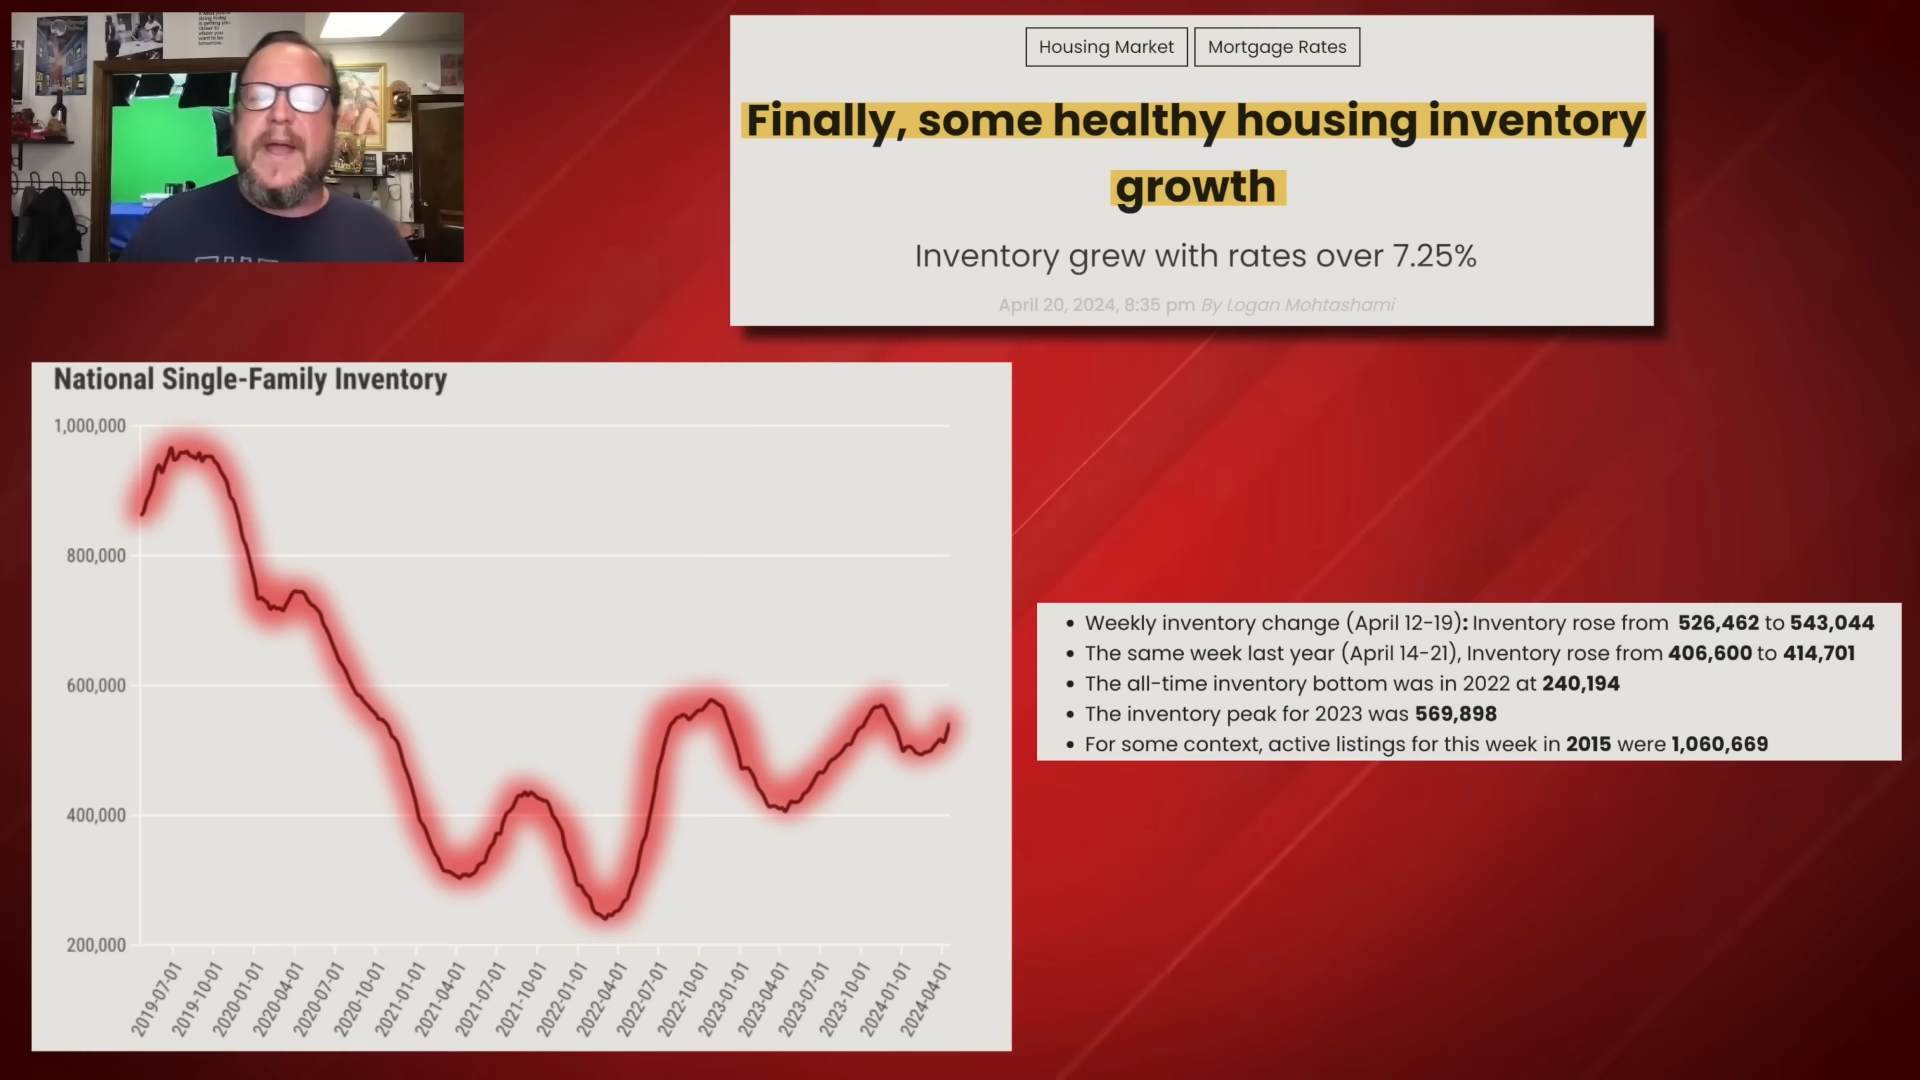 Housing Market
Mortgage Rates
Finally, some healthy housing inventory
growth
Inventory grew with rates over 7.25%
April 20, 2024, 8:35 pm By Logan Mohtashami
National Single-Family Inventory
1,000,000
800,000
600,000
400,000
200,000
2019-07-01
2019-10-01
2020-01-01
2020-04-01
2020-07-01
2020-10-01
2021-01-01
2021-04-01
2021-07-01
2021-10-01
2022-01-01
2022-04-01
2022-07-01
2022-10-01
2023-01-01
2023-04-01
2023-07-01
2023-10-01
2024-01-01
2024-04-01
• Weekly inventory change (April 12-19): Inventory rose from 526,462 to 543,044
• The same week last year (April 14-21), Inventory rose from 406,600 to 414,701
• The all-time inventory bottom was in 2022 at 240,194
• The inventory peak for 2023 was 569,898
• For some context, active listings for this week in 2015 were 1,060,669